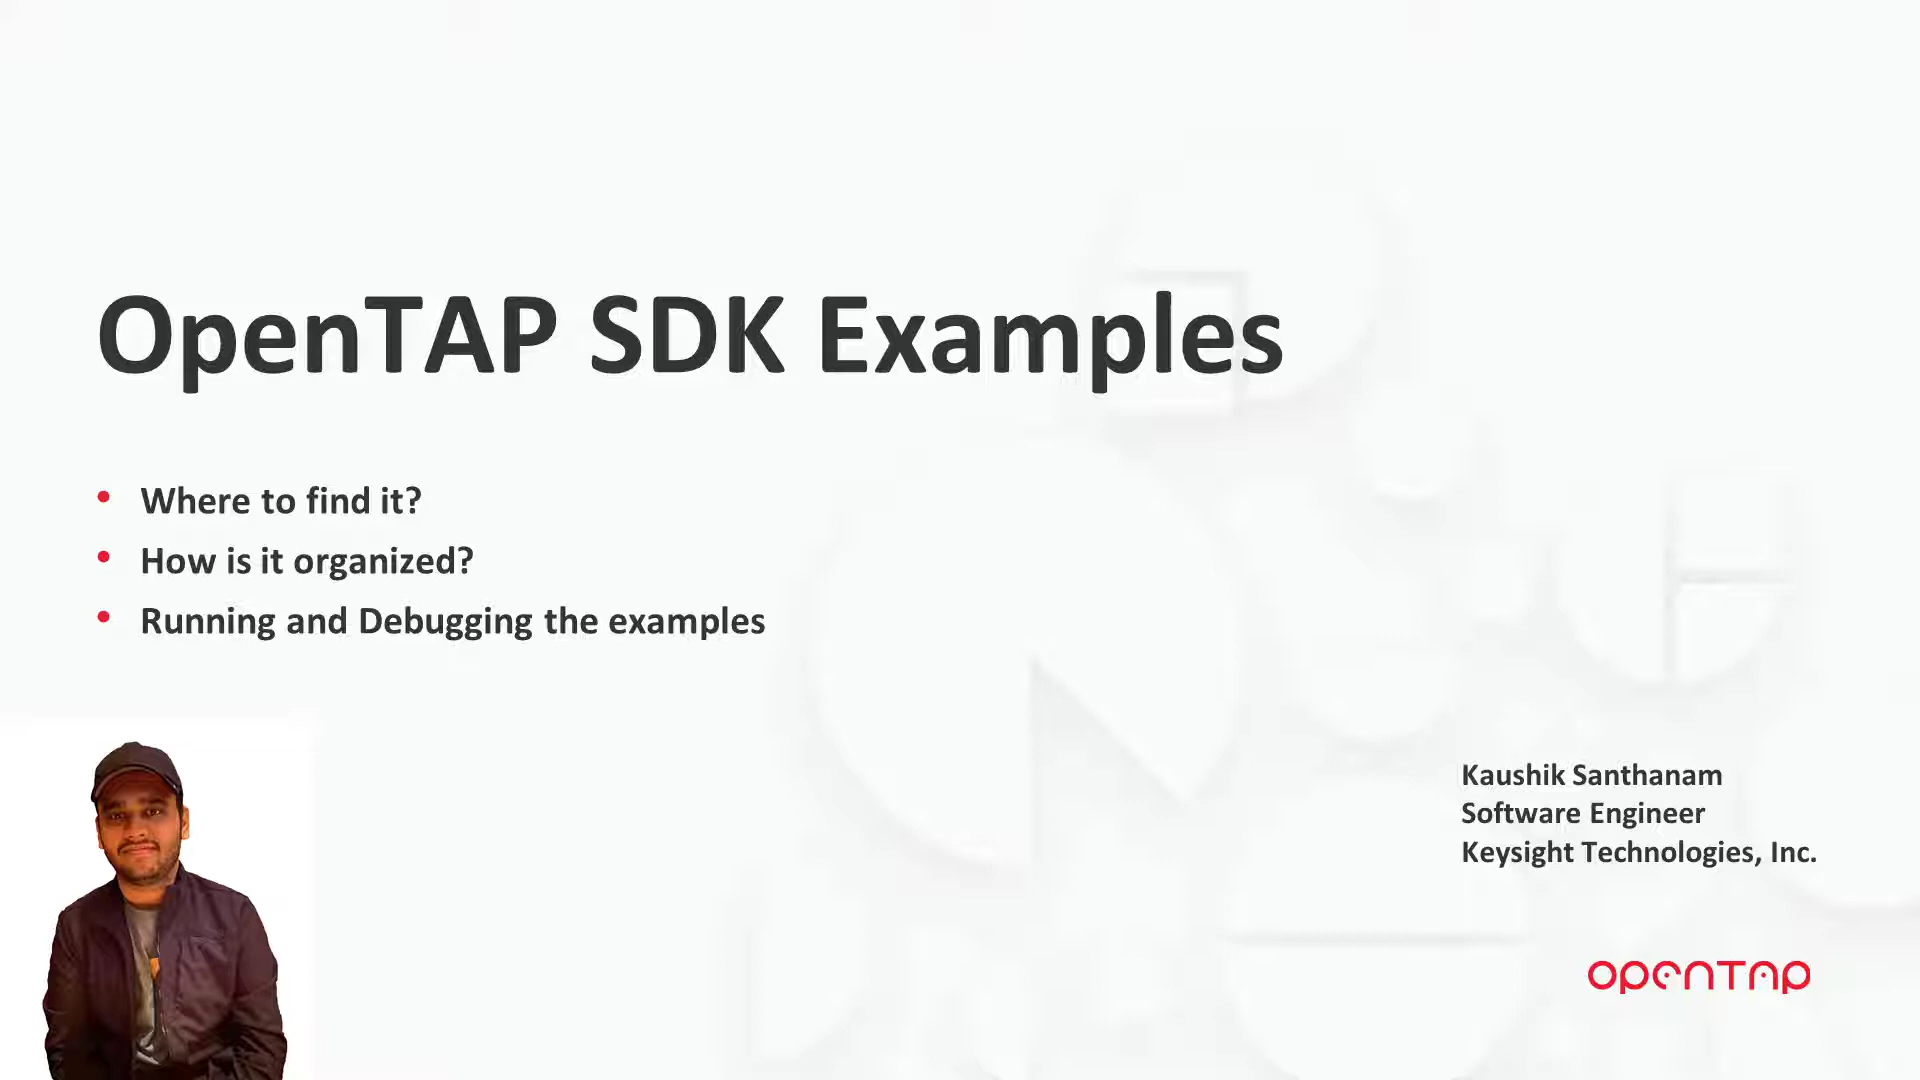 OpenTAP SDK Examples
• Where to find it?
• How is it organized?
• Running and Debugging the examples
Kaushik Santhanam
Software Engineer
Keysight Technologies, Inc.
OPENTAP